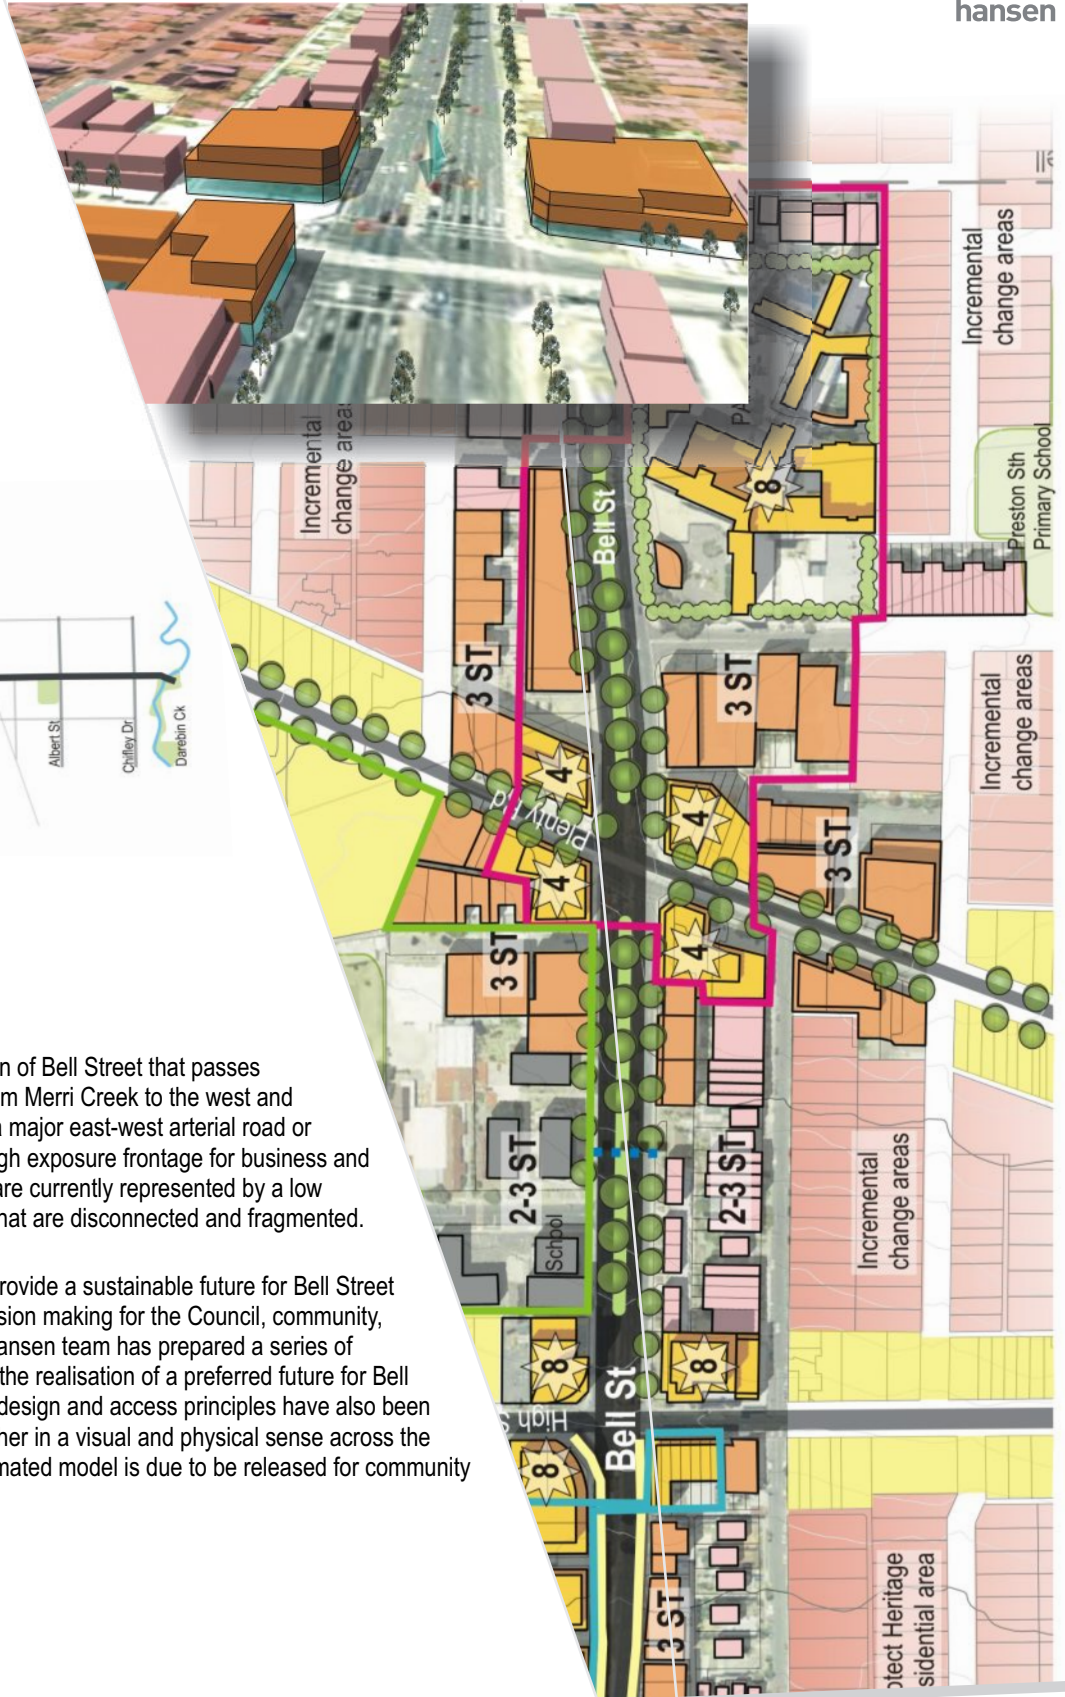 hansen
Incremental
change areas
Incremental
change areas
Bell St
8
Preston Sth
Primary School
3 ST
3 ST
4
4
Plenty Rd
4
4
3 ST
Incremental
change areas
Albert St
Chifley Dr
Darebin Ck
3 ST
2-3 ST
School
2-3 ST
Incremental
change areas
8
8
High S
Bell St
8
3 ST
otect Heritage
sidential area
n of Bell Street that passes
m Merri Creek to the west and
a major east-west arterial road or
gh exposure frontage for business and
are currently represented by a low
hat are disconnected and fragmented.
rovide a sustainable future for Bell Street
sion making for the Council, community,
ansen team has prepared a series of
the realisation of a preferred future for Bell
design and access principles have also been
ner in a visual and physical sense across the
mated model is due to be released for community